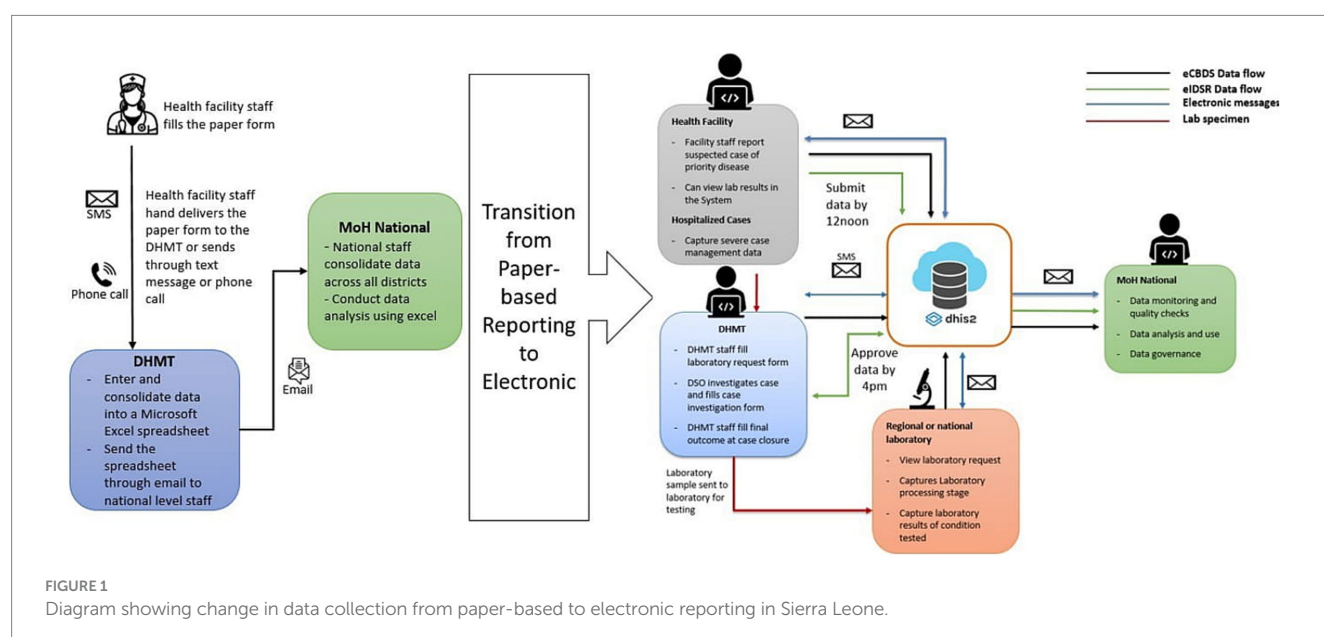 Health facility staff
fills the paper form
SMS
Health facility staff
hand delivers the
paper form to the
DHMT or sends
through text
message or phone
call
Phone call
DHMT
- Enter and
consolidate data
into a Microsoft
Excel spreadsheet
- Send the
spreadsheet
through email to
national level staff
Email
MoH National
- National staff
consolidate data
across all districts
- Conduct data
analysis using excel
Transition
from
Paper-
based
Reporting
to
Electronic
</>
Health Facility
- Facility staff report
suspected case of
priority disease
- Can view lab results in
the System
Hospitalized Cases
- Capture severe case
management data
Submit
data by
12noon
</>
DHMT
- DHMT staff fill
laboratory request form
- DSO investigates case
and fills case
investigation form
- DHMT staff fill final
outcome at case closure
SMS
Approve
data by
4pm
Laboratory
sample sent to
laboratory for
testing
dhis2
Regional or national
laboratory
- View laboratory request
- Captures Laboratory
processing stage
- Capture laboratory
results of condition
tested
</>
MoH National
- Data monitoring and
quality checks
- Data analysis and use
- Data governance
eCBDS Data flow
eIDSR Data flow
Electronic messages
Lab specimen
FIGURE 1
Diagram showing change in data collection from paper-based to electronic reporting in Sierra Leone.